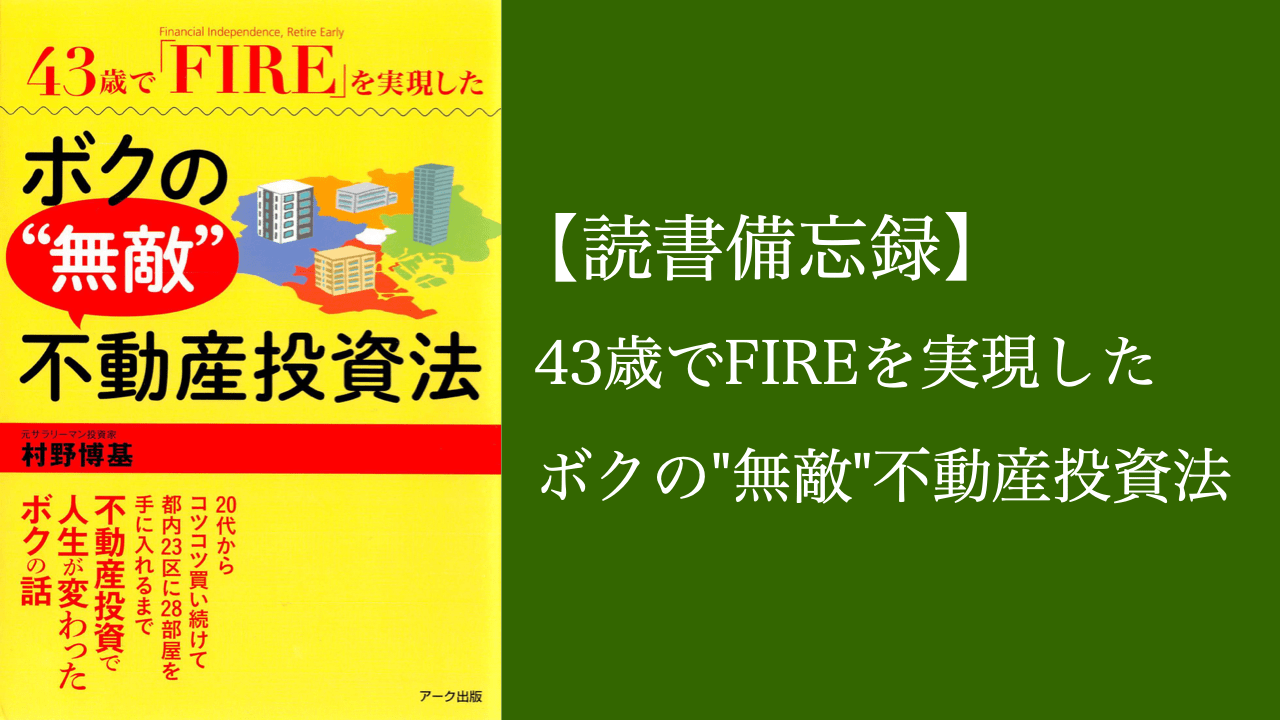 Financial Independence, Retire Early
43歳で「FIRE」を実現した
ボクの
“無敵”
不動産投資法
元サラリーマン投資家
村野博基
20代から
コツコツ買い続けて
都内23区に28部屋を
手に入れるまで
不動産投資で
人生が変わった
ボクの話
アーク出版
【読書備忘録】
43歳でFIREを実現した
ボクの"無敵"不動産投資法